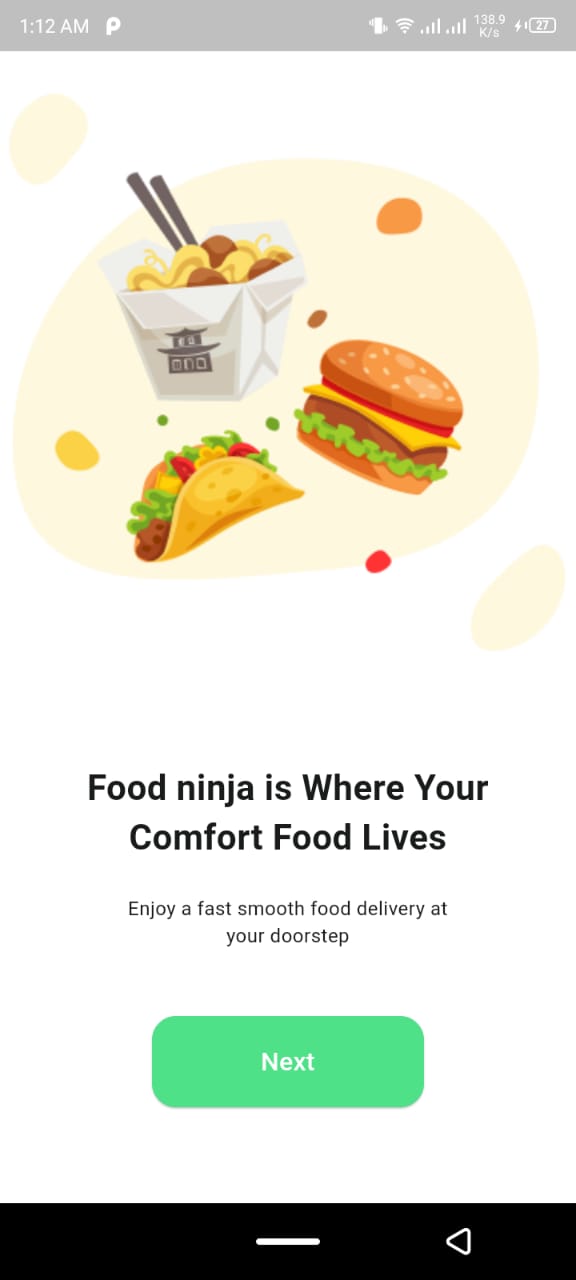 1:12 AM 138.9 K/s 27
Food ninja is Where Your
Comfort Food Lives
Enjoy a fast smooth food delivery at
your doorstep
Next